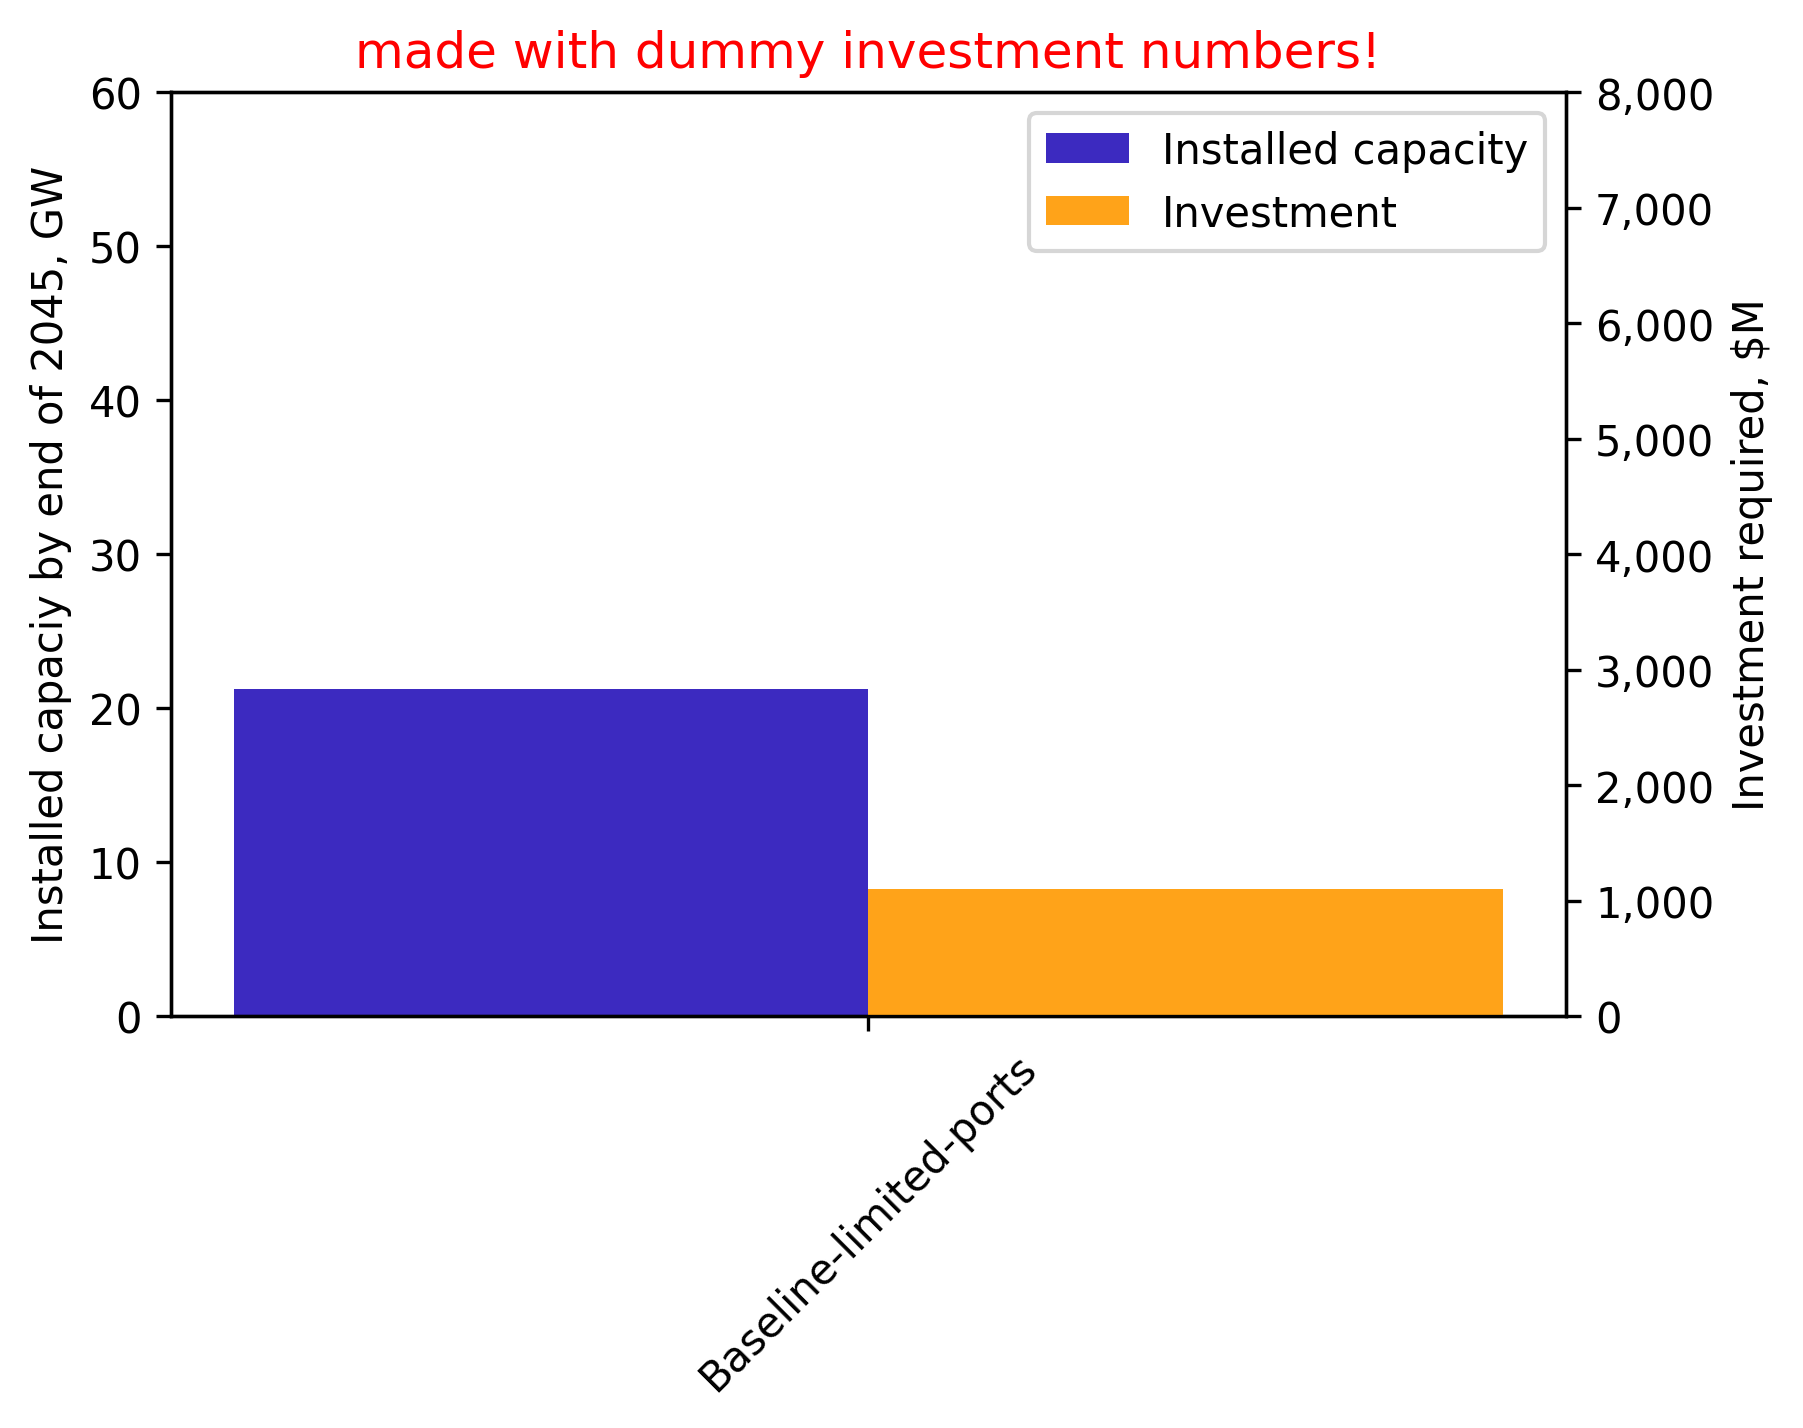 made with dummy investment numbers!
60
50
40
30
20
10
0
Installed capaciy by end of 2045, GW
Installed capacity
Investment
8,000
7,000
6,000
5,000
4,000
3,000
2,000
1,000
0
Investment required, $M
Baseline-limited-ports